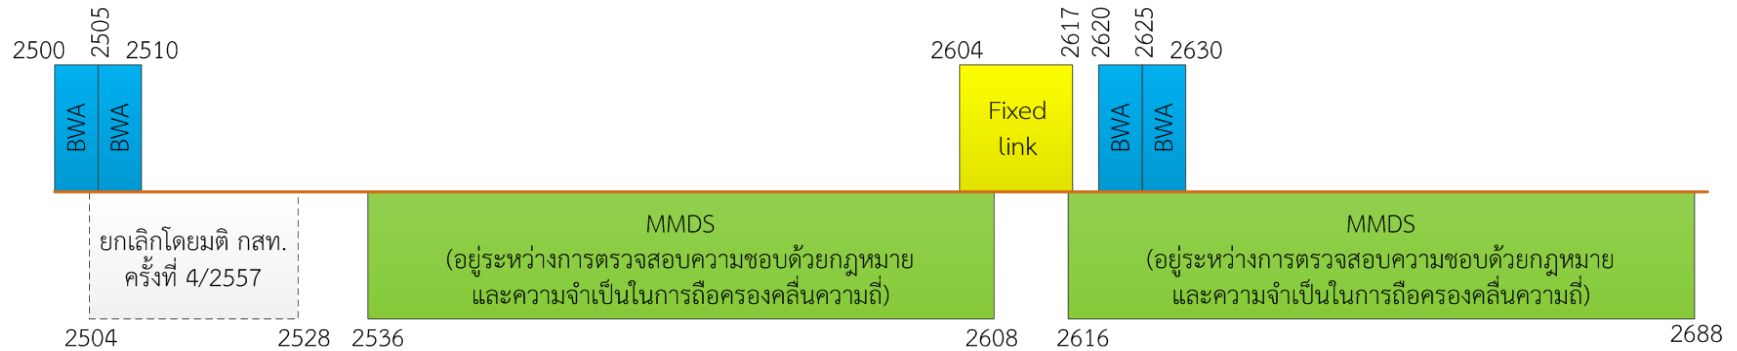 2500
2505
2510
2604
2617
2620
2625
2630
BWA
BWA
Fixed
link
BWA
BWA
ยกเลิกโดยมติ กสท.
ครั้งที่ 4/2557
MMDS
(อยู่ระหว่างการตรวจสอบความชอบด้วยกฎหมาย
และความจำเป็นในการถือครองคลื่นความถี่)
MMDS
(อยู่ระหว่างการตรวจสอบความชอบด้วยกฎหมาย
และความจำเป็นในการถือครองคลื่นความถี่)
2504
2528
2536
2608
2616
2688